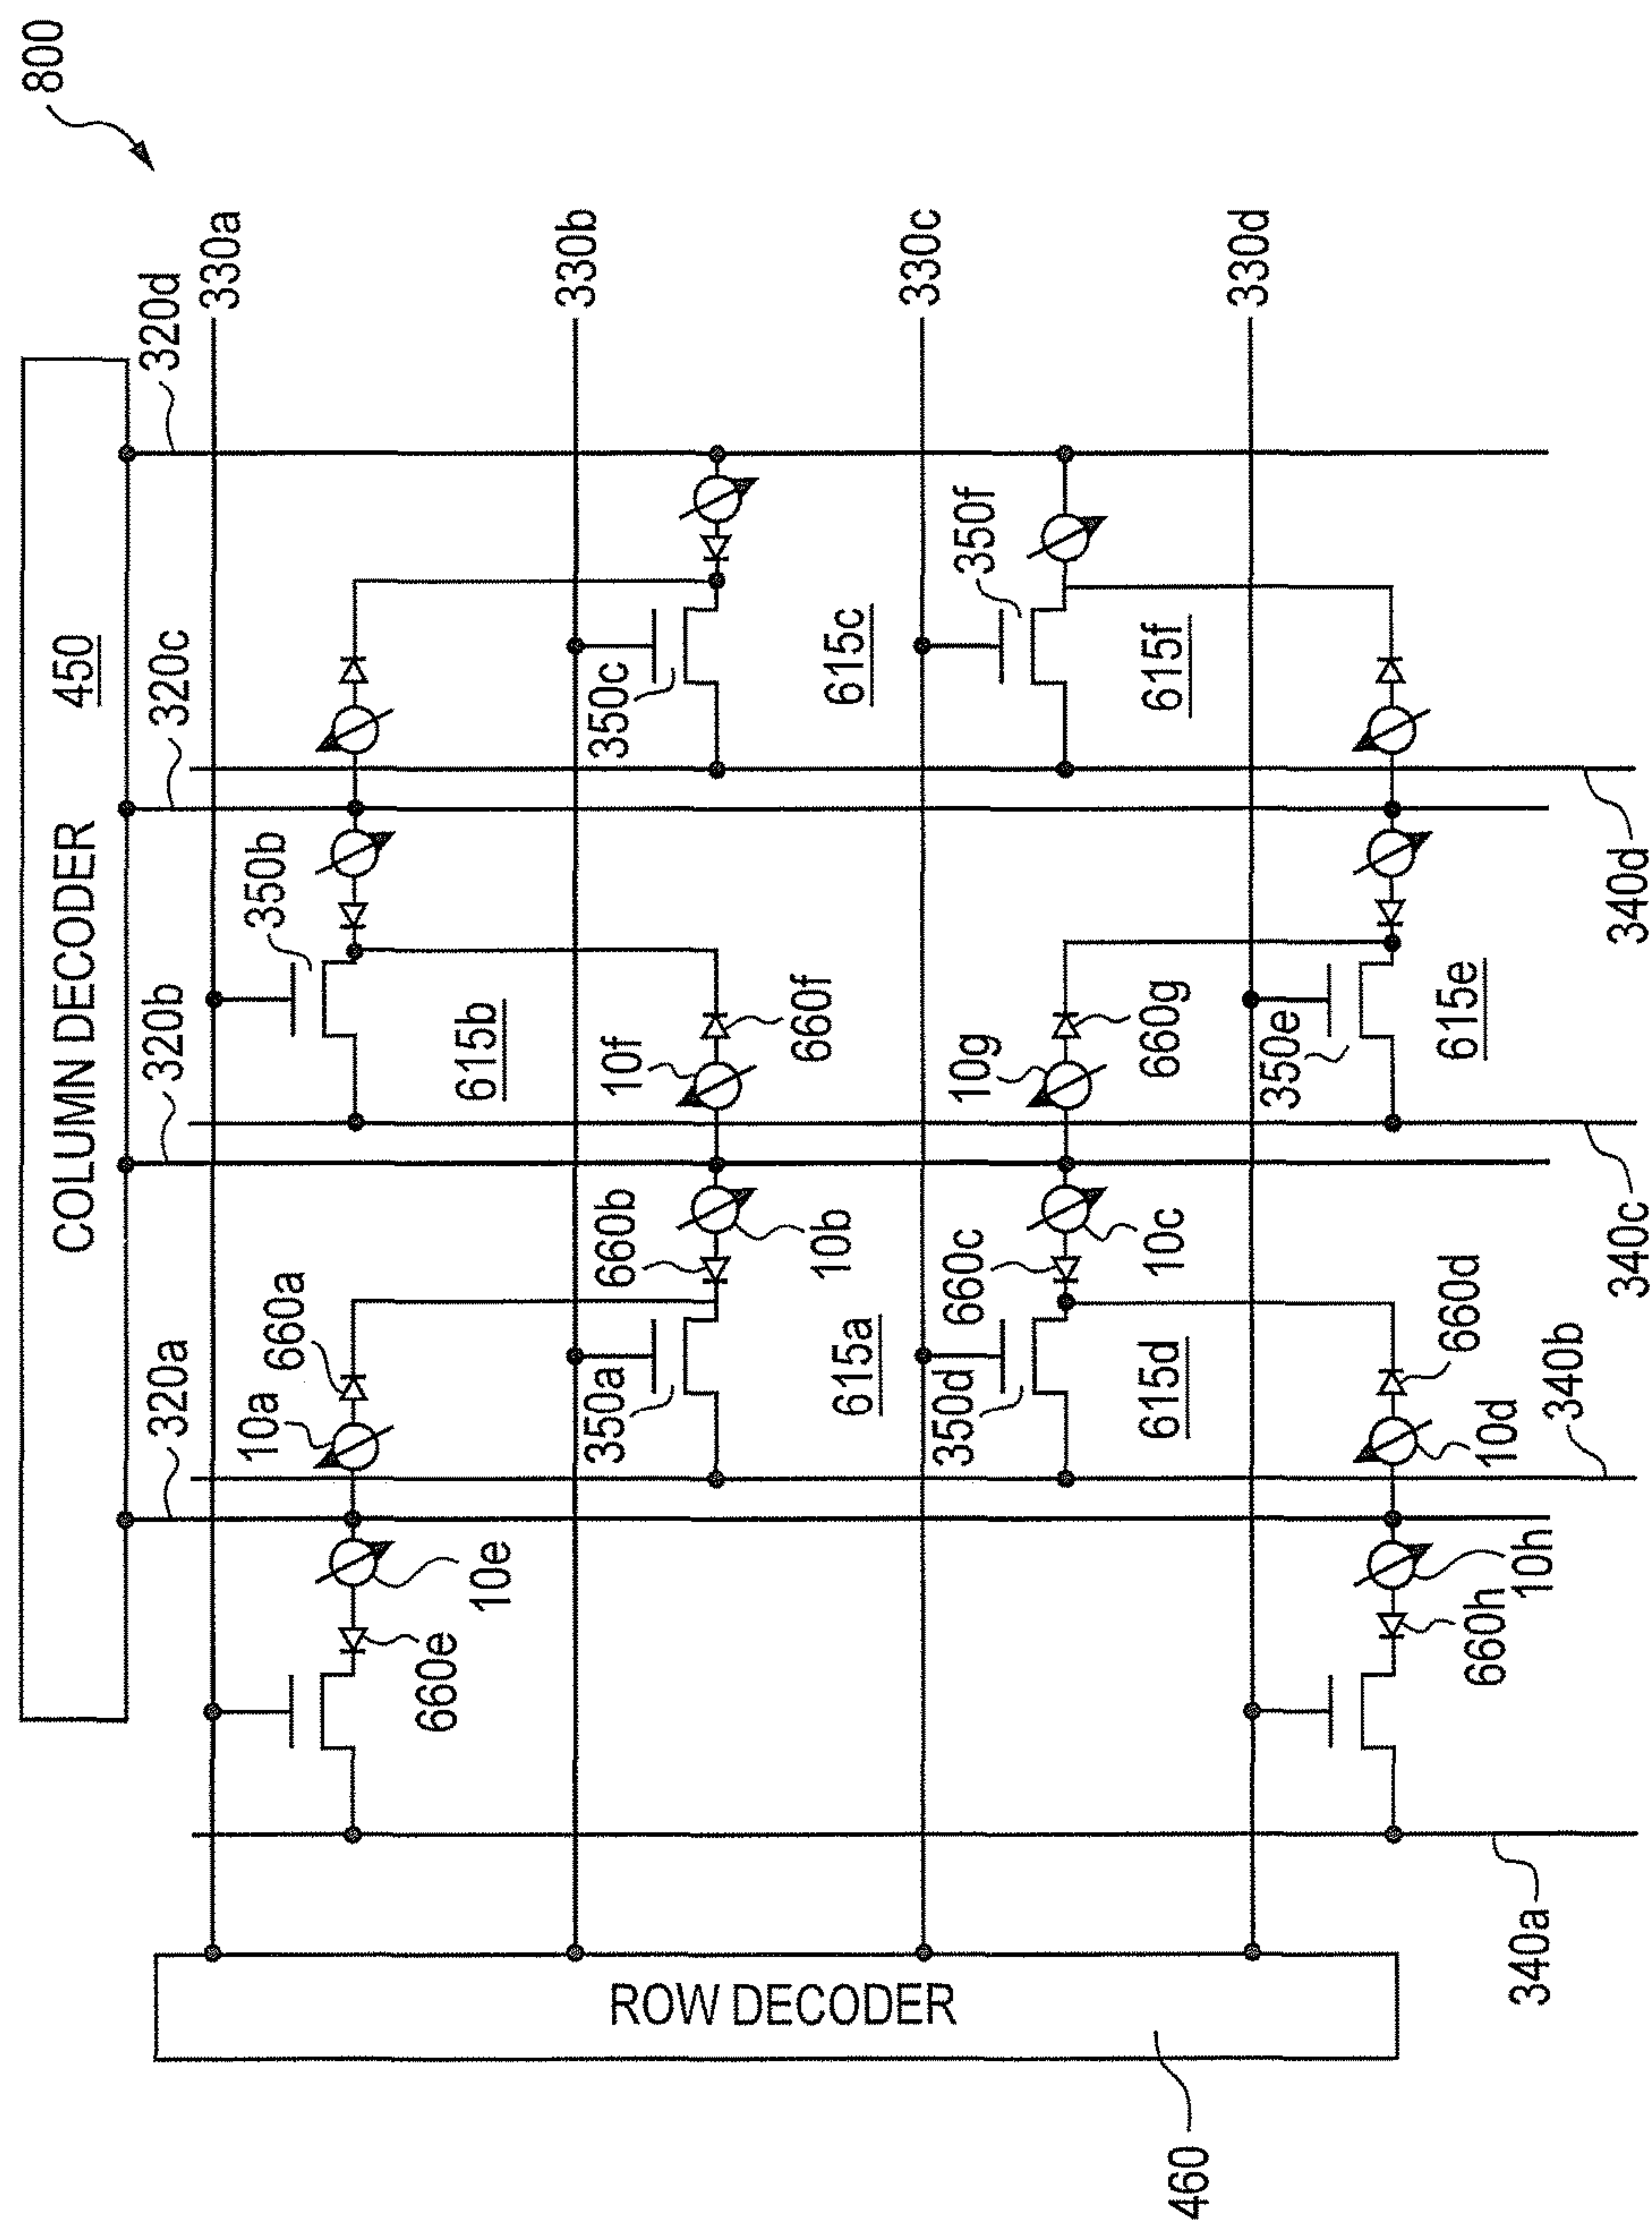 800
COLUMN DECODER 450
320a
320b
320c
320d
330a
330b
330c
330d
10a
660a
10e
660e
350b
615b
350a
660b
10b
615a
10f
660f
350c
615c
350d
660c
10c
615d
10g
660g
350f
615f
660d
10d
10h
660h
350e
615e
340a
340b
340c
340d
ROW DECODER
460